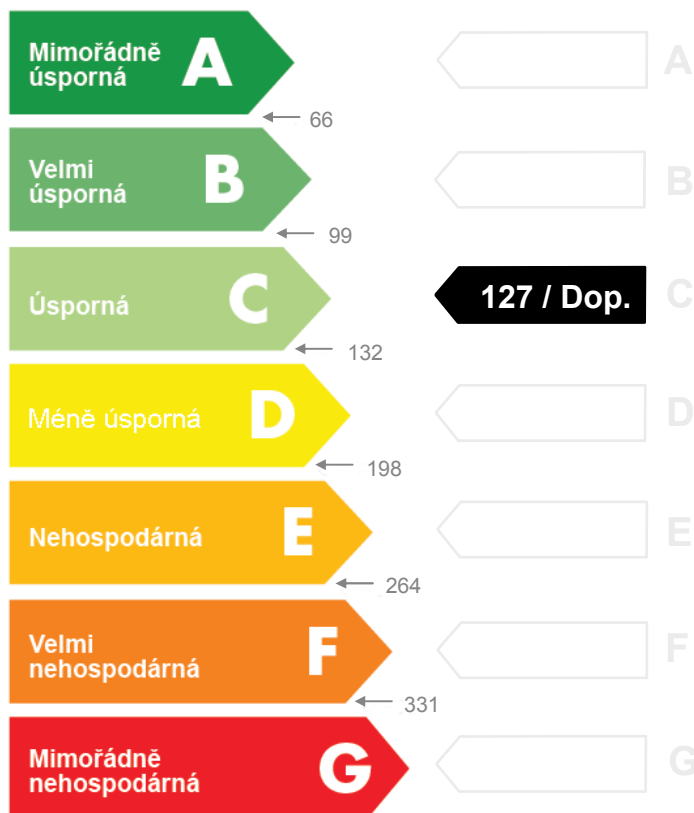 Mimořádně
úsporná
A
A
66
Velmi
úsporná
B
B
99
Úsporná
C
127 / Dop.
C
132
Méně úsporná
D
D
198
Nehospodárná
E
E
264
Velmi
nehospodárná
F
F
331
Mimořádně
nehospodárná
G
G